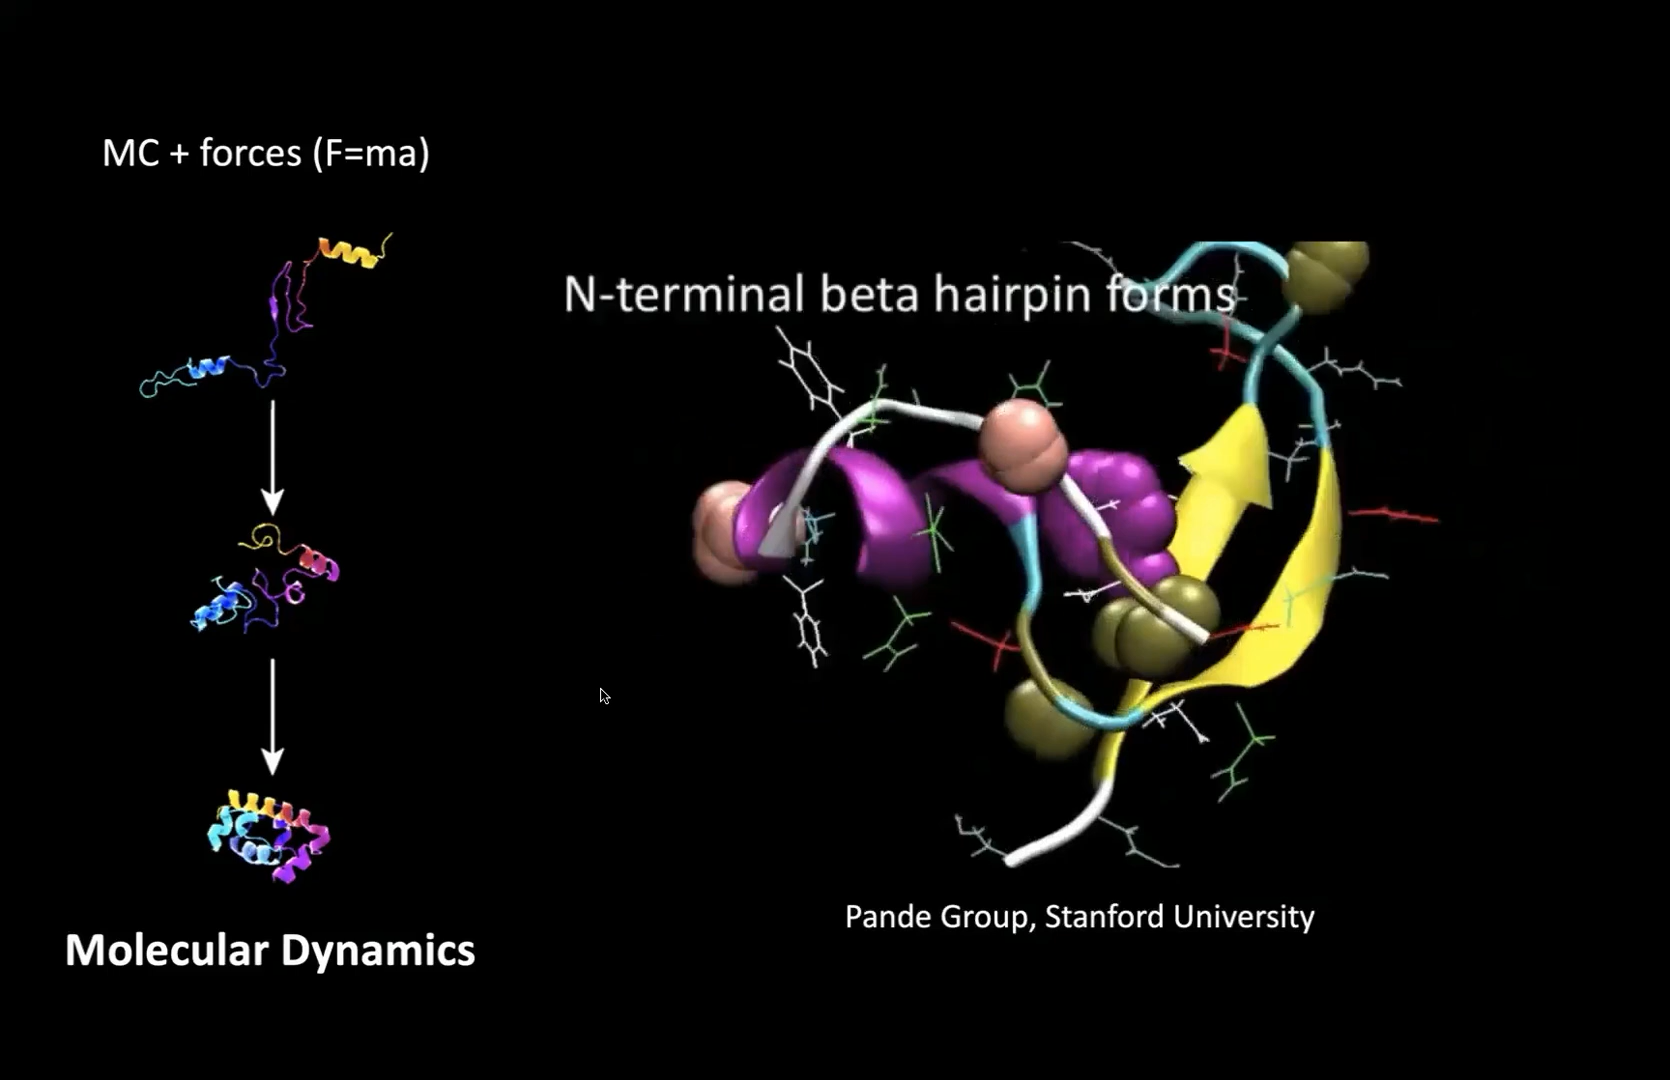 MC + forces (F=ma)
N-terminal beta hairpin forms
Pande Group, Stanford University
Molecular Dynamics